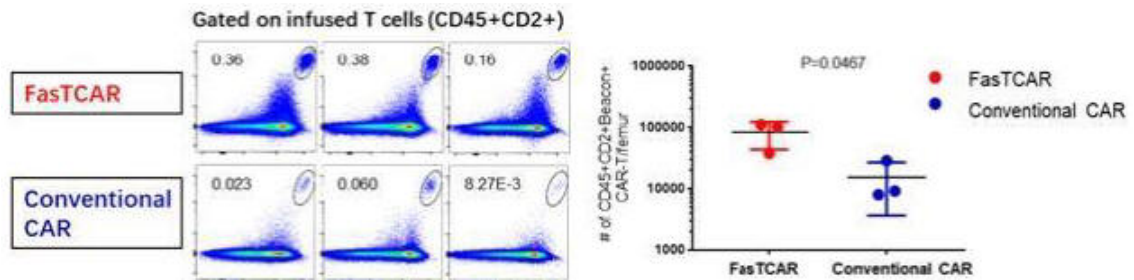 Gated on infused T cells (CD45+CD2+)
FasTCAR
0.36
0.38
0.16
Conventional
CAR
0.023
0.060
8.27E-3
# of CD45+CD2+Beacon+
CAR-T/femur
1000000
100000
10000
1000
P=0.0467
FasTCAR
Conventional CAR
FasTCAR
Conventional CAR